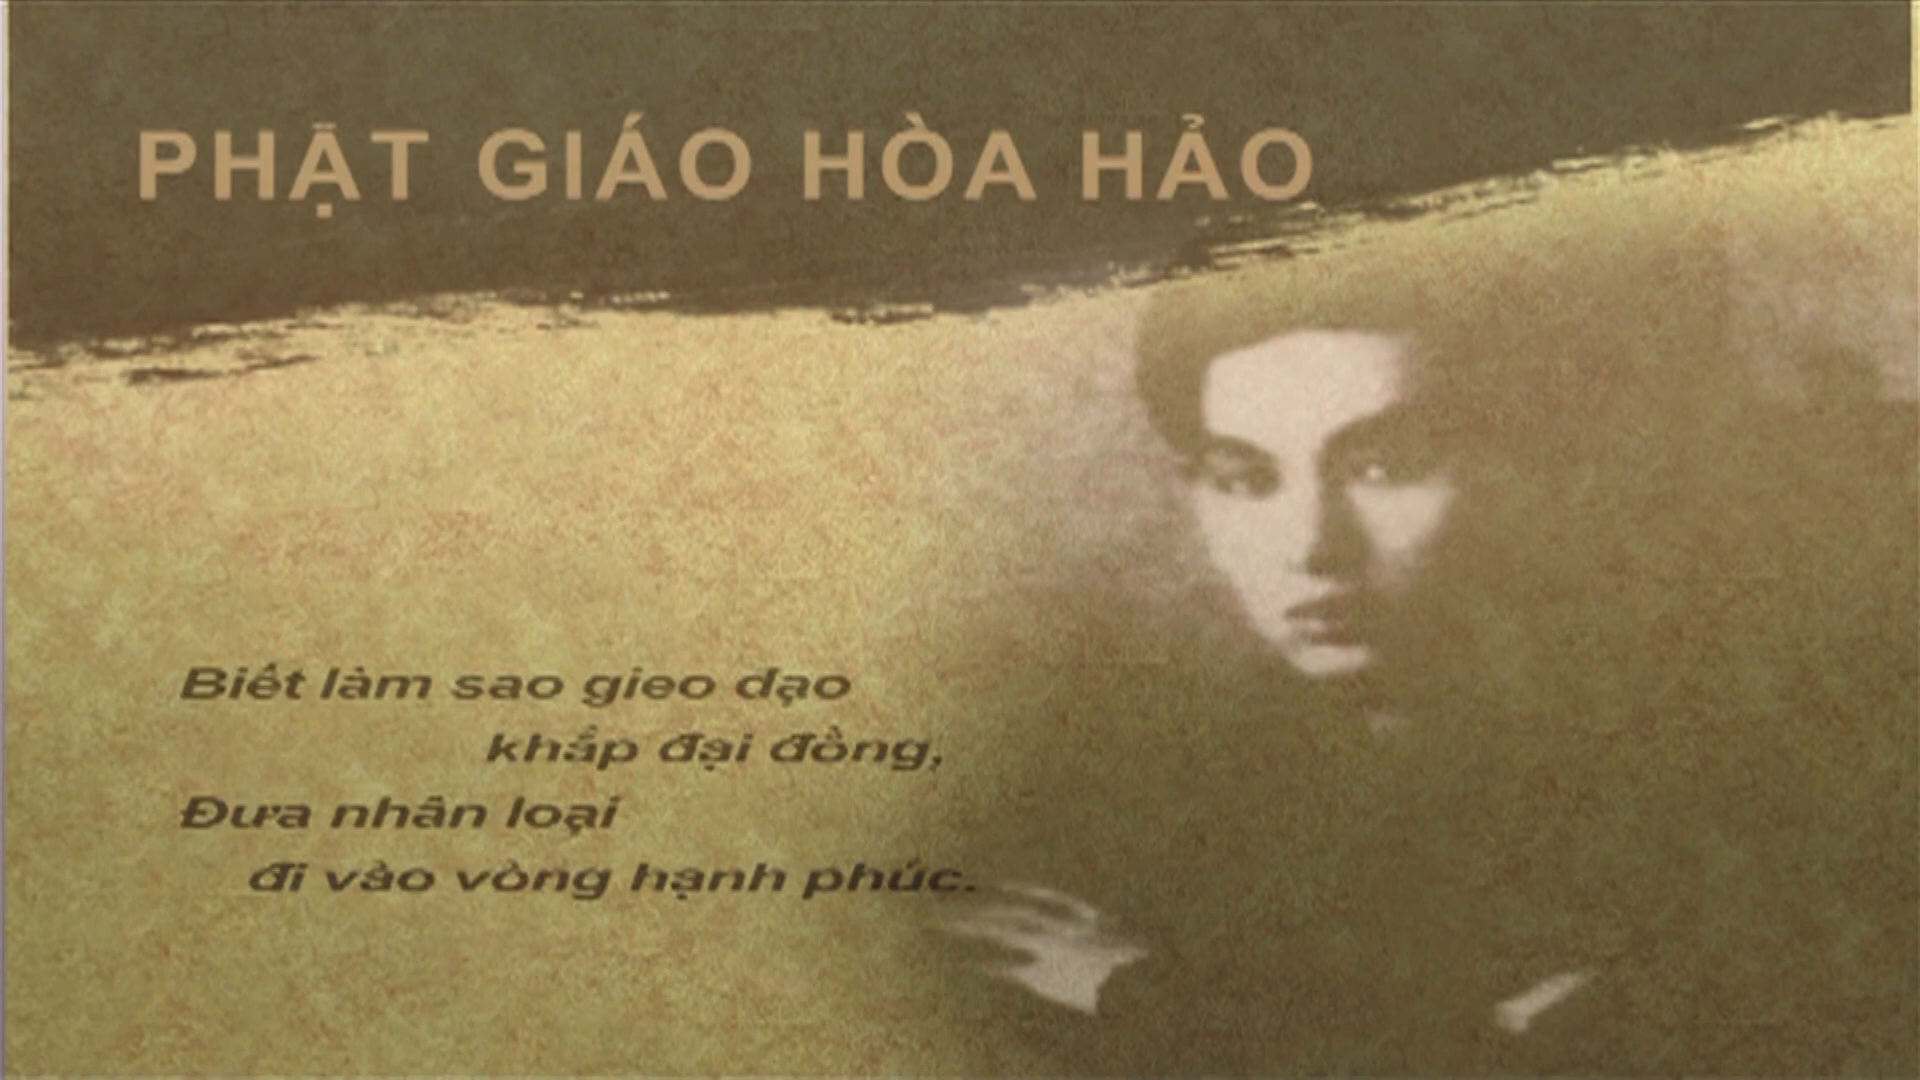 PHẬT GIÁO HÒA HẢO
Biết làm sao gieo đạo
khắp đại đồng,
Đưa nhân loại
đi vào vòng hạnh phúc.